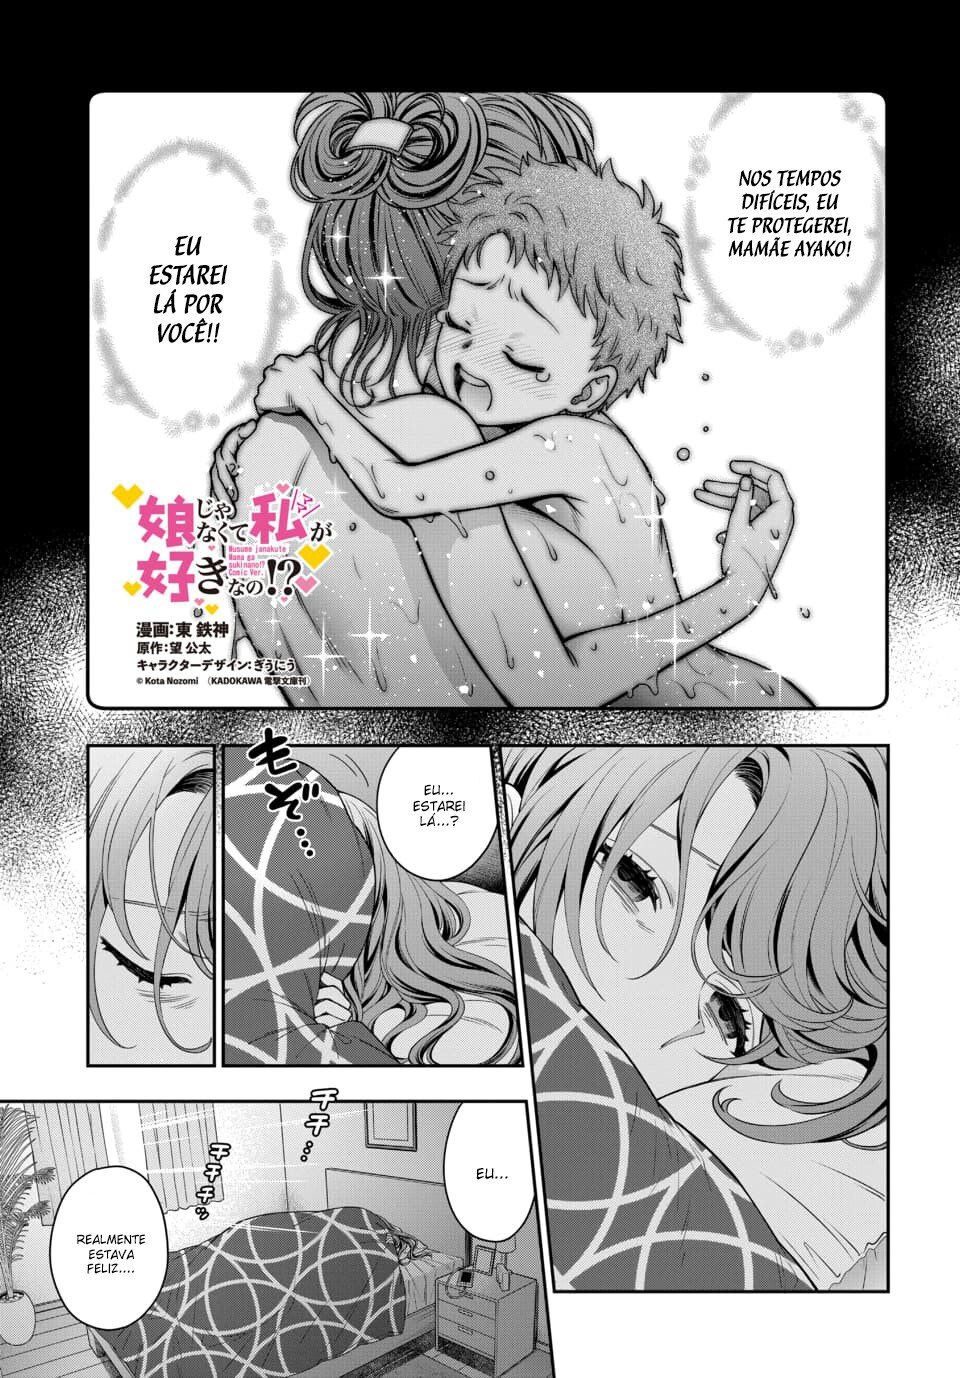 NOS TEMPOS
DIFÍCEIS, EU
TE PROTEGEREI,
MAMÃE AYAKO!
EU
ESTAREI
LÁ POR
VOCÊ!!
娘じゃなくて私が
ママ
好きなの!?
Musume janakute
Mama ga
sukinano!?
Comic Ver.
漫画:東 鉄神
原作:望 公太
キャラクターデザイン:ぎうにう
© Kota Nozomi (KADOKAWA 電撃文庫刊)
EU...
ESTAREI
LÁ...?
もぞ…
EU...
チチ…
チチチッ
REALMENTE
ESTAVA
FELIZ....